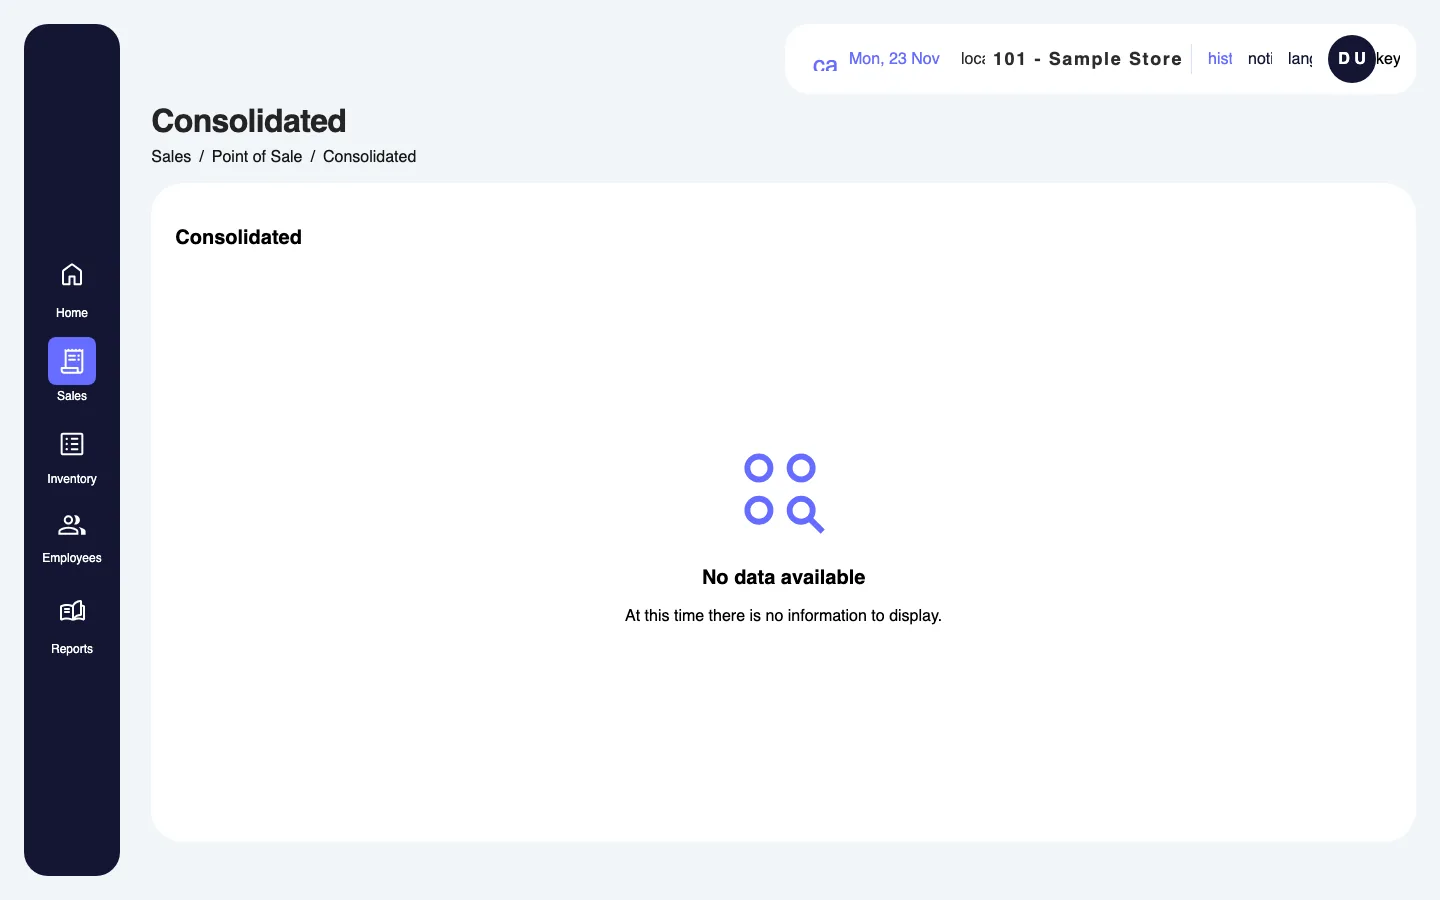 ca Mon, 23 Nov loca 101 - Sample Store hist noti lang D U key
Consolidated
Sales / Point of Sale / Consolidated
Consolidated
Home
Sales
Inventory
Employees
Reports
No data available
At this time there is no information to display.